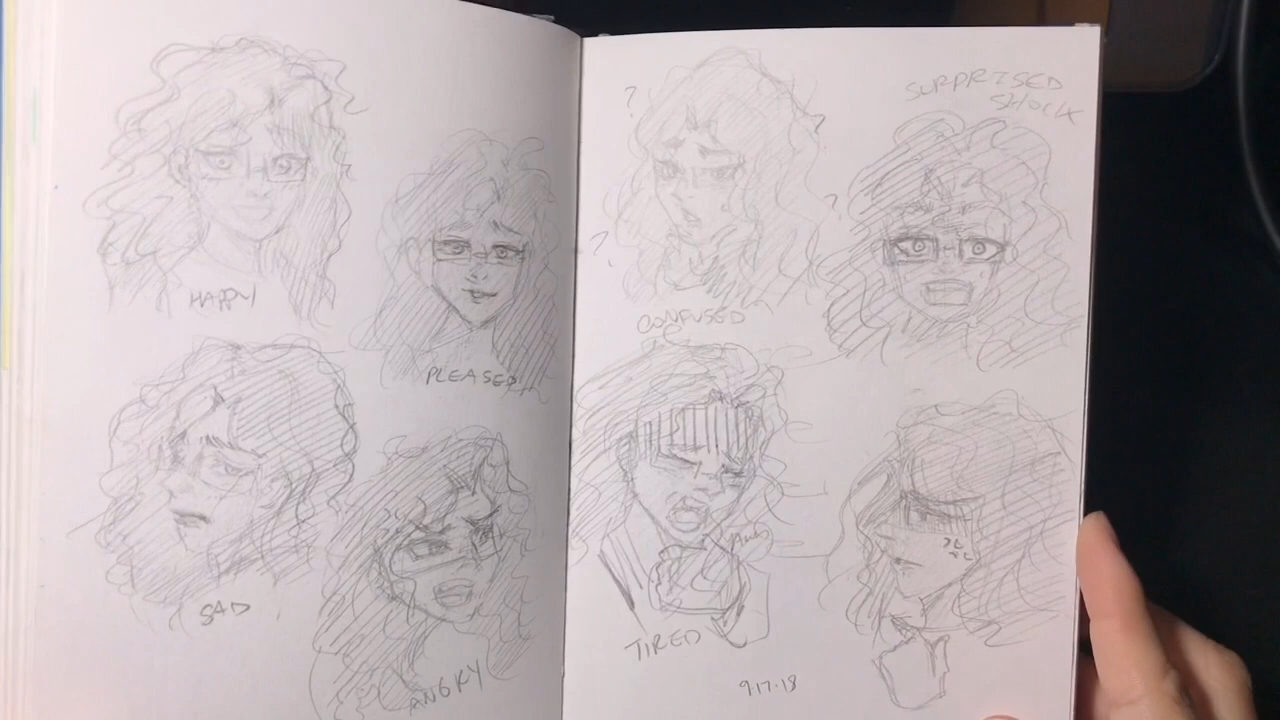 HAPPY
PLEASED
SAD
ANGRY
?
?
?
?
CONFUSED
SURPRISED
SHOCK
TIRED
9.17.18